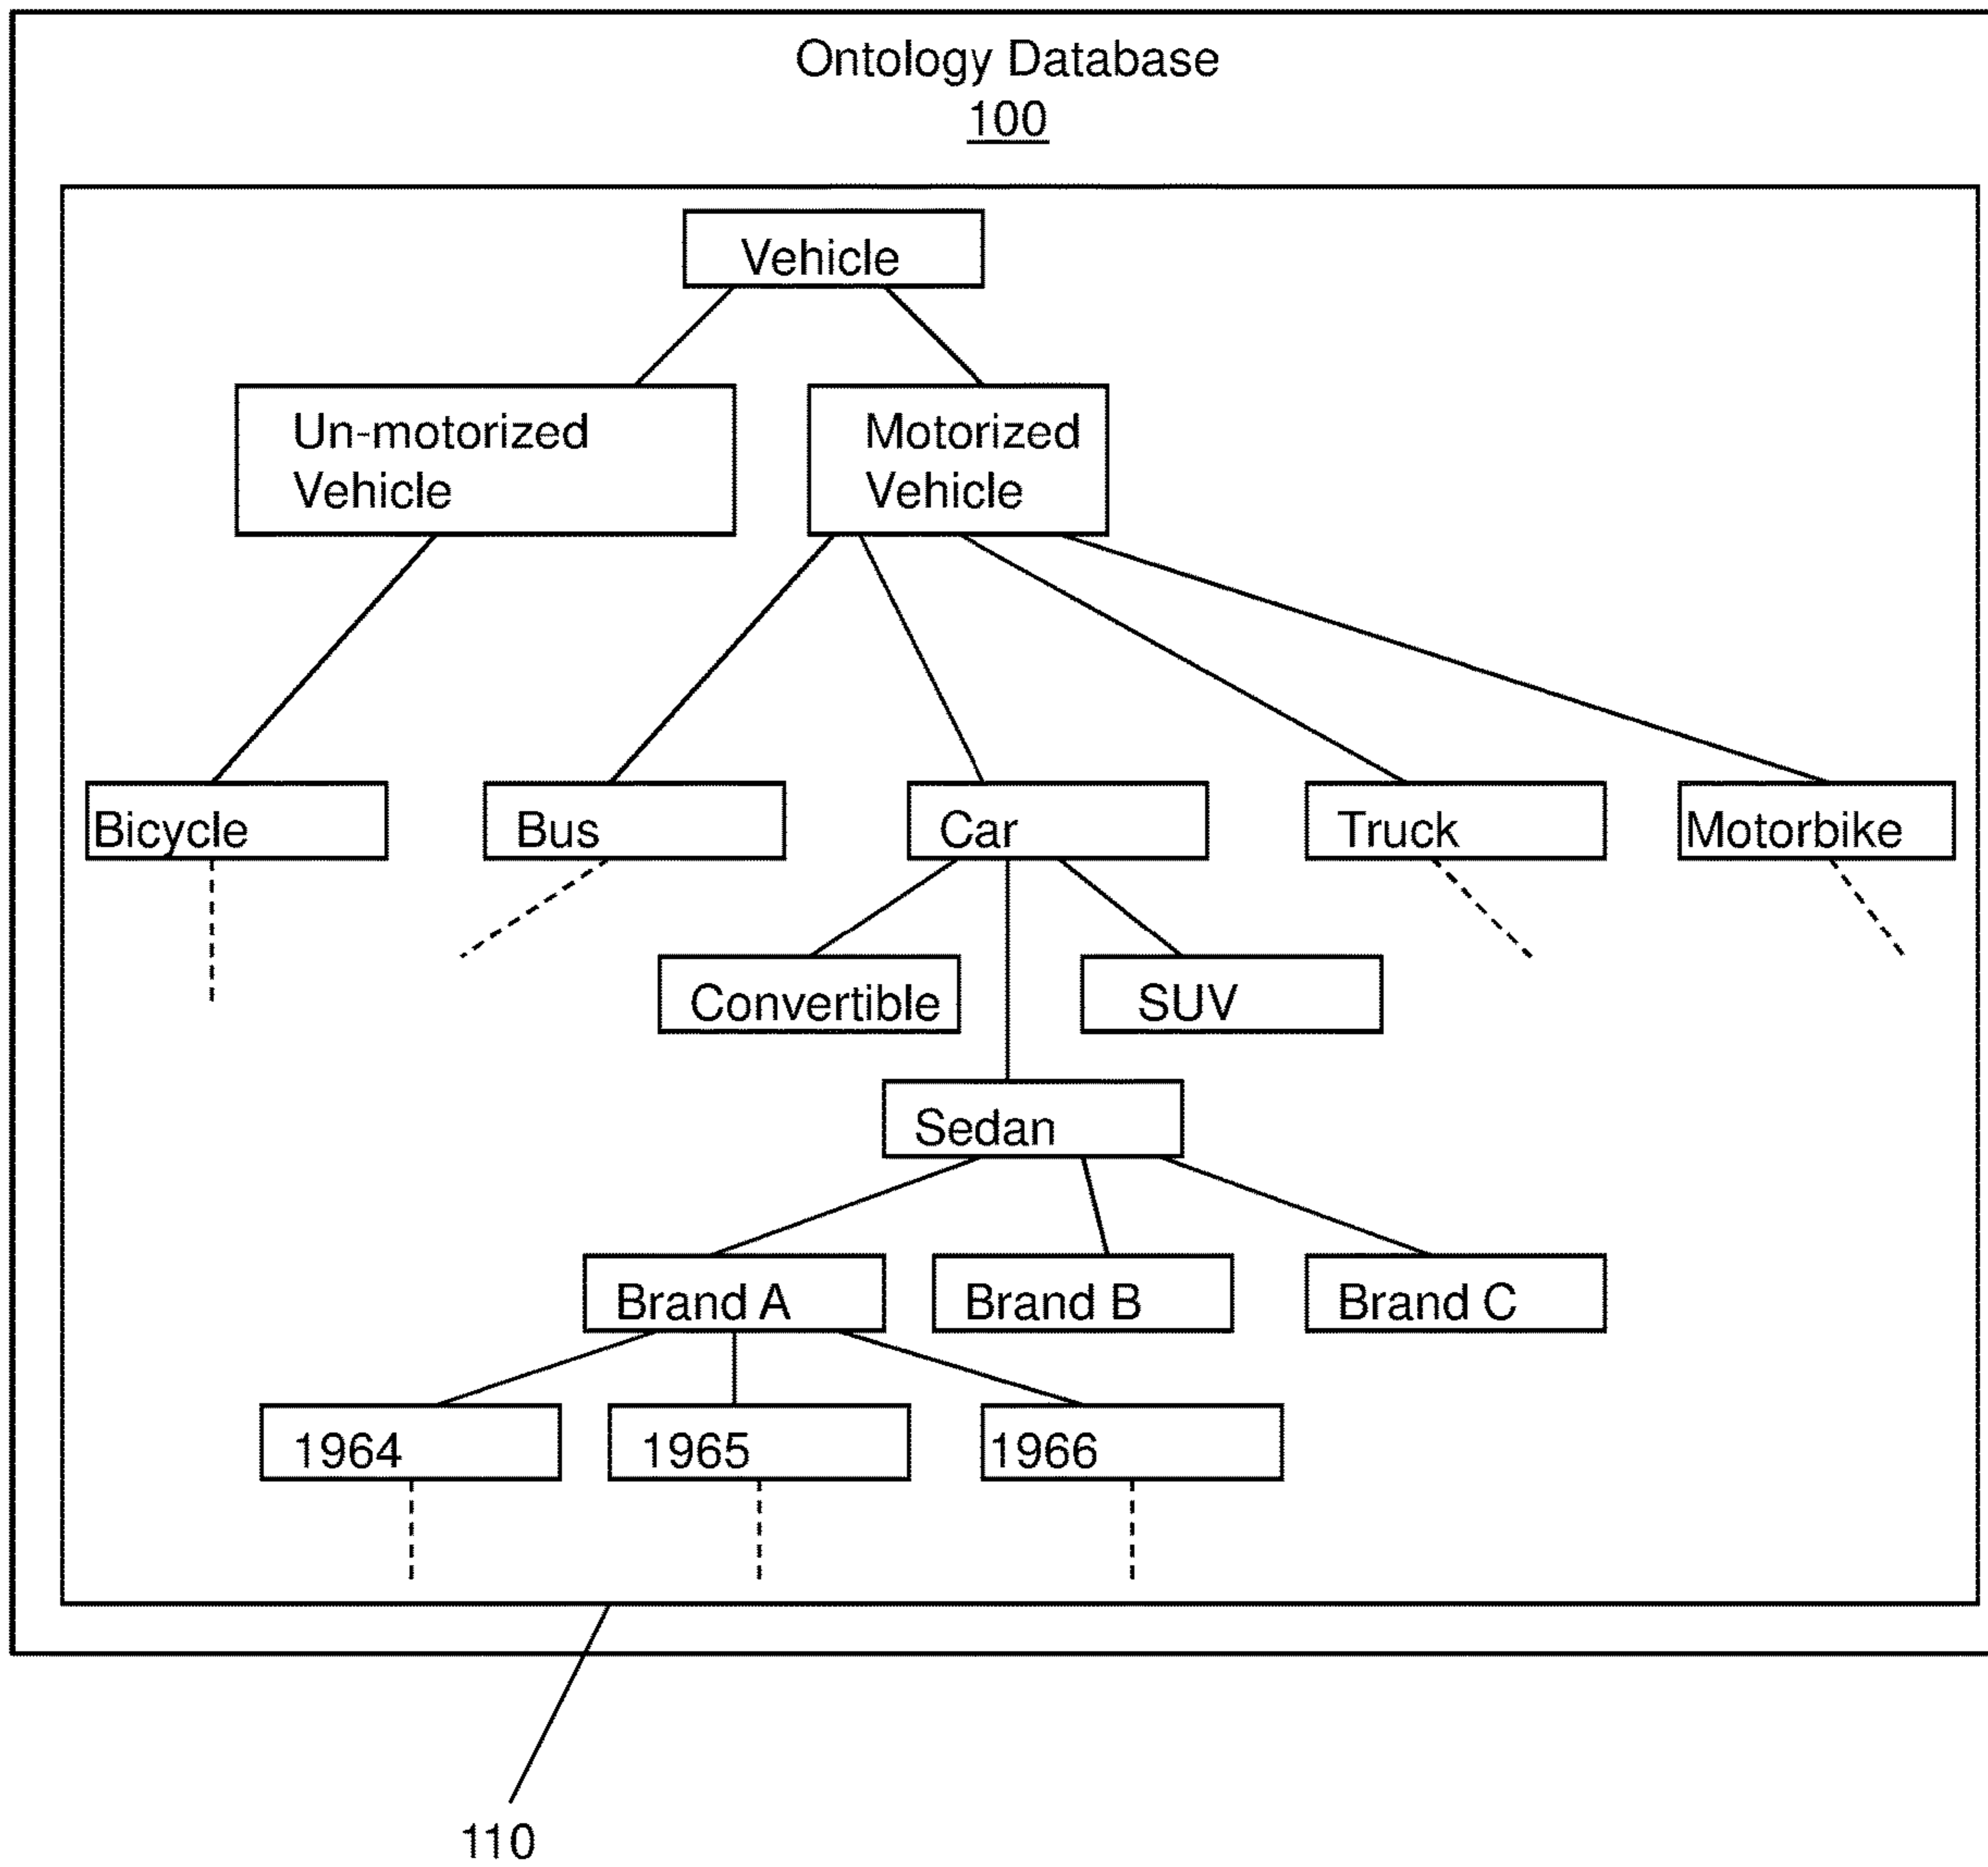 Ontology Database
100
Vehicle
Un-motorized
Vehicle
Motorized
Vehicle
Bicycle
Bus
Car
Truck
Motorbike
Convertible
SUV
Sedan
Brand A
Brand B
Brand C
1964
1965
1966
110